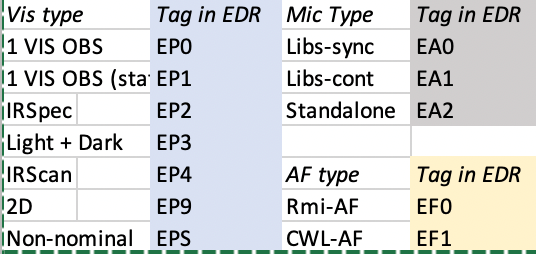 Vis type Tag in EDR Mic Type Tag in EDR
1 VIS OBS EP0 Libs-sync EA0
1 VIS OBS (sta EP1 Libs-cont EA1
IRSpec EP2 Standalone EA2
Light + Dark EP3
IRScan EP4 AF type Tag in EDR
2D EP9 Rmi-AF EF0
Non-nominal EPS CWL-AF EF1